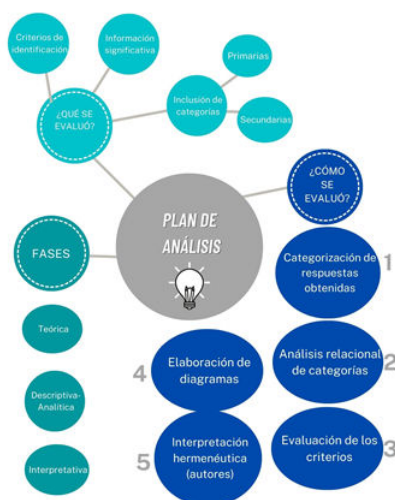 Criterios de
identificación
Información
significativa
¿QUÉ SE
EVALUÓ?
Inclusión de
categorías
Primarias
Secundarias
PLAN DE
ANÁLISIS
¿CÓMO
SE
EVALUÓ?
Categorización de
respuestas
obtenidas
1
Análisis relacional
de categorías
2
Evaluación de los
criterios
3
4
Elaboración de
diagramas
5
Interpretación
hermenéutica
(autores)
FASES
Teórica
Descriptiva-
Analítica
Interpretativa